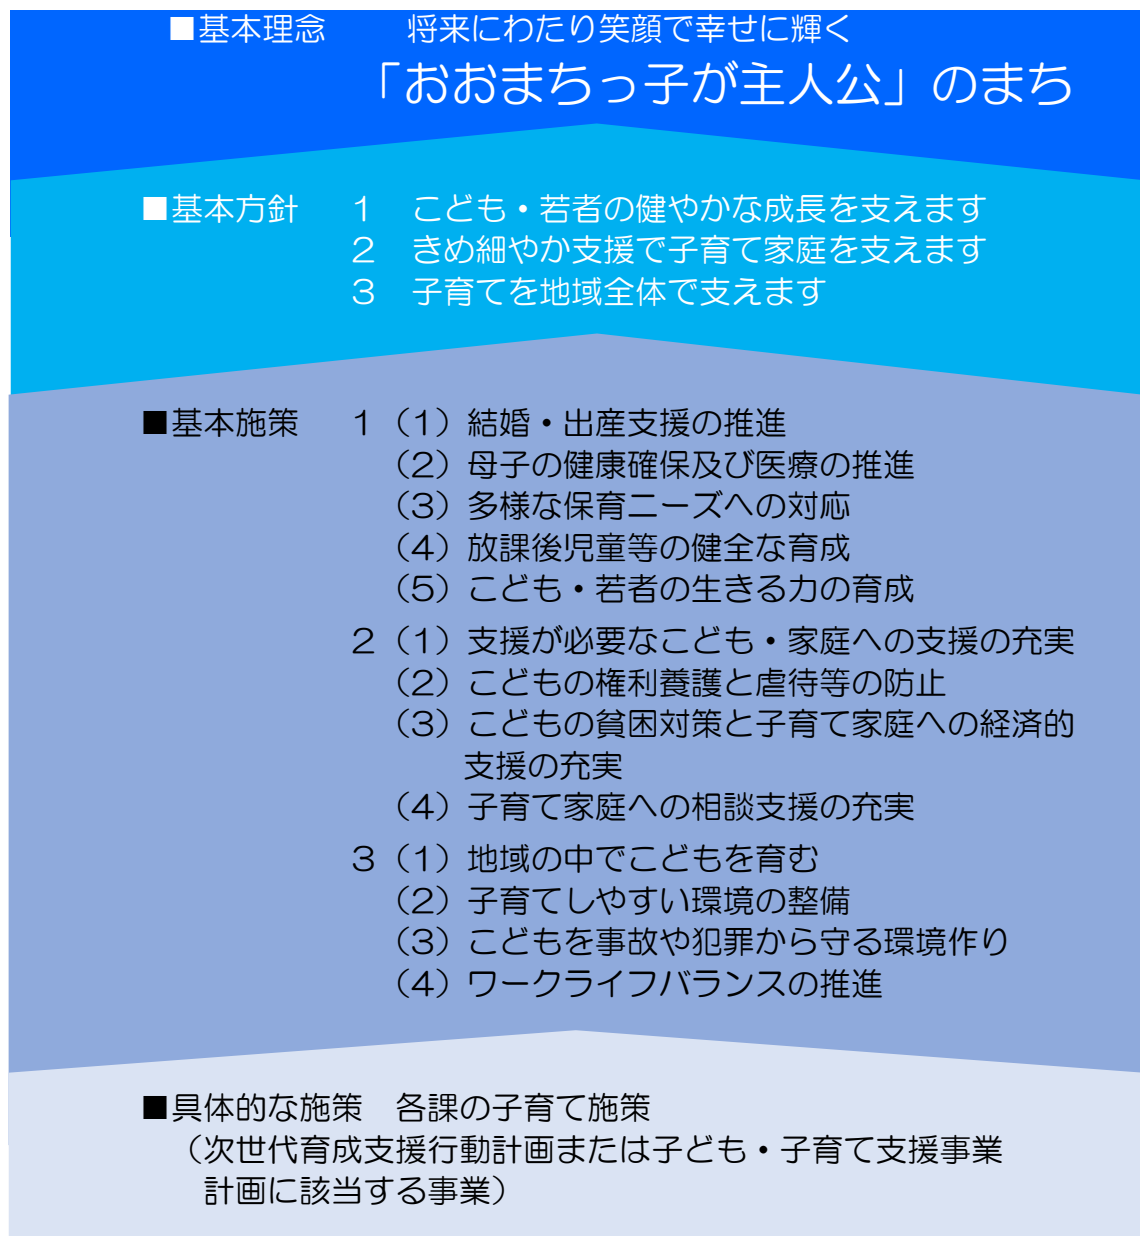 ■基本理念　　将来にわたり笑顔で幸せに輝く
「おおまちっ子が主人公」のまち
■基本方針　１　こども・若者の健やかな成長を支えます
２　きめ細やか支援で子育て家庭を支えます
３　子育てを地域全体で支えます
■基本施策　１（1）結婚・出産支援の推進
（2）母子の健康確保及び医療の推進
（3）多様な保育ニーズへの対応
（4）放課後児童等の健全な育成
（5）こども・若者の生きる力の育成
２（1）支援が必要なこども・家庭への支援の充実
（2）こどもの権利養護と虐待等の防止
（3）こどもの貧困対策と子育て家庭への経済的
支援の充実
（4）子育て家庭への相談支援の充実
３（1）地域の中でこどもを育む
（2）子育てしやすい環境の整備
（3）こどもを事故や犯罪から守る環境作り
（4）ワークライフバランスの推進
■具体的な施策　各課の子育て施策
（次世代育成支援行動計画または子ども・子育て支援事業
計画に該当する事業）